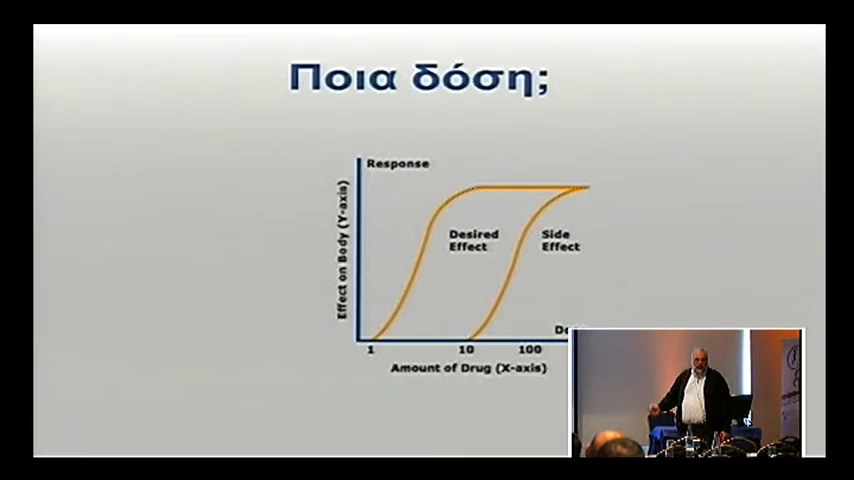 Ποια δόση;
Response
Effect on Body (Y-axis)
Desired
Effect
Side
Effect
1
10
100
Amount of Drug (X-axis)